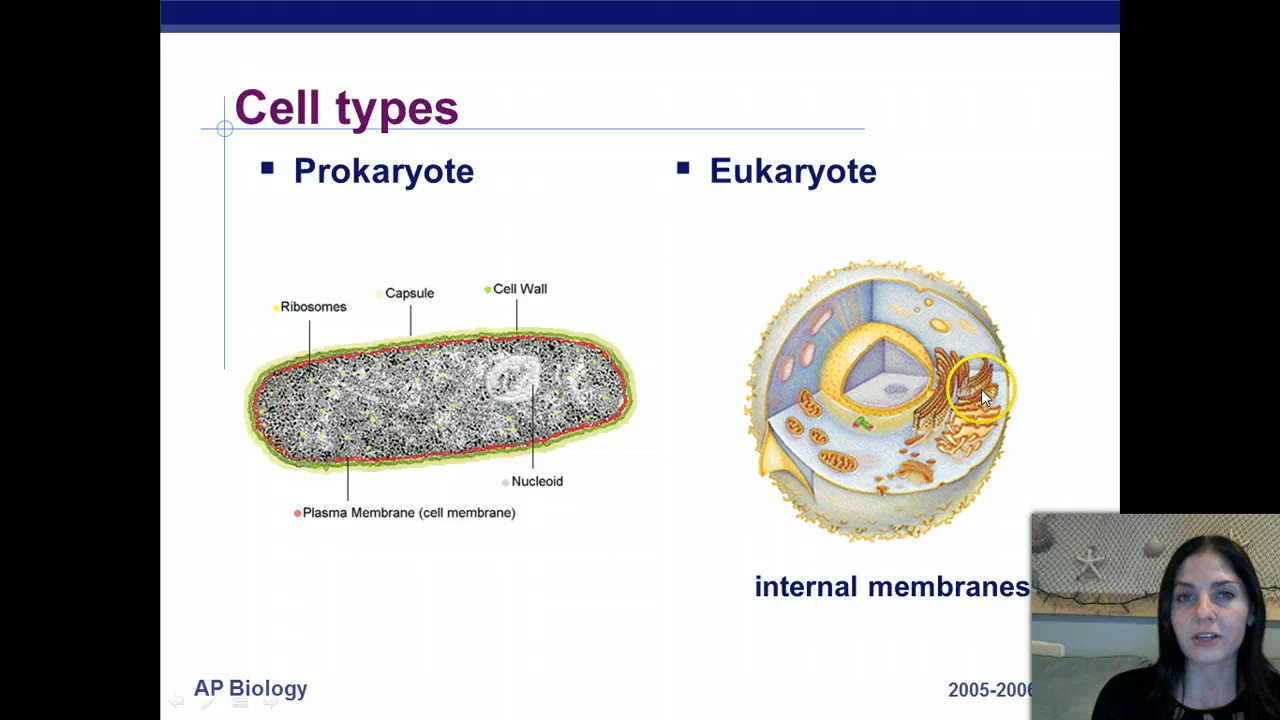 Cell types
Prokaryote
Eukaryote
Ribosomes
Capsule
Cell Wall
Nucleoid
Plasma Membrane (cell membrane)
internal membranes
AP Biology
2005-2006